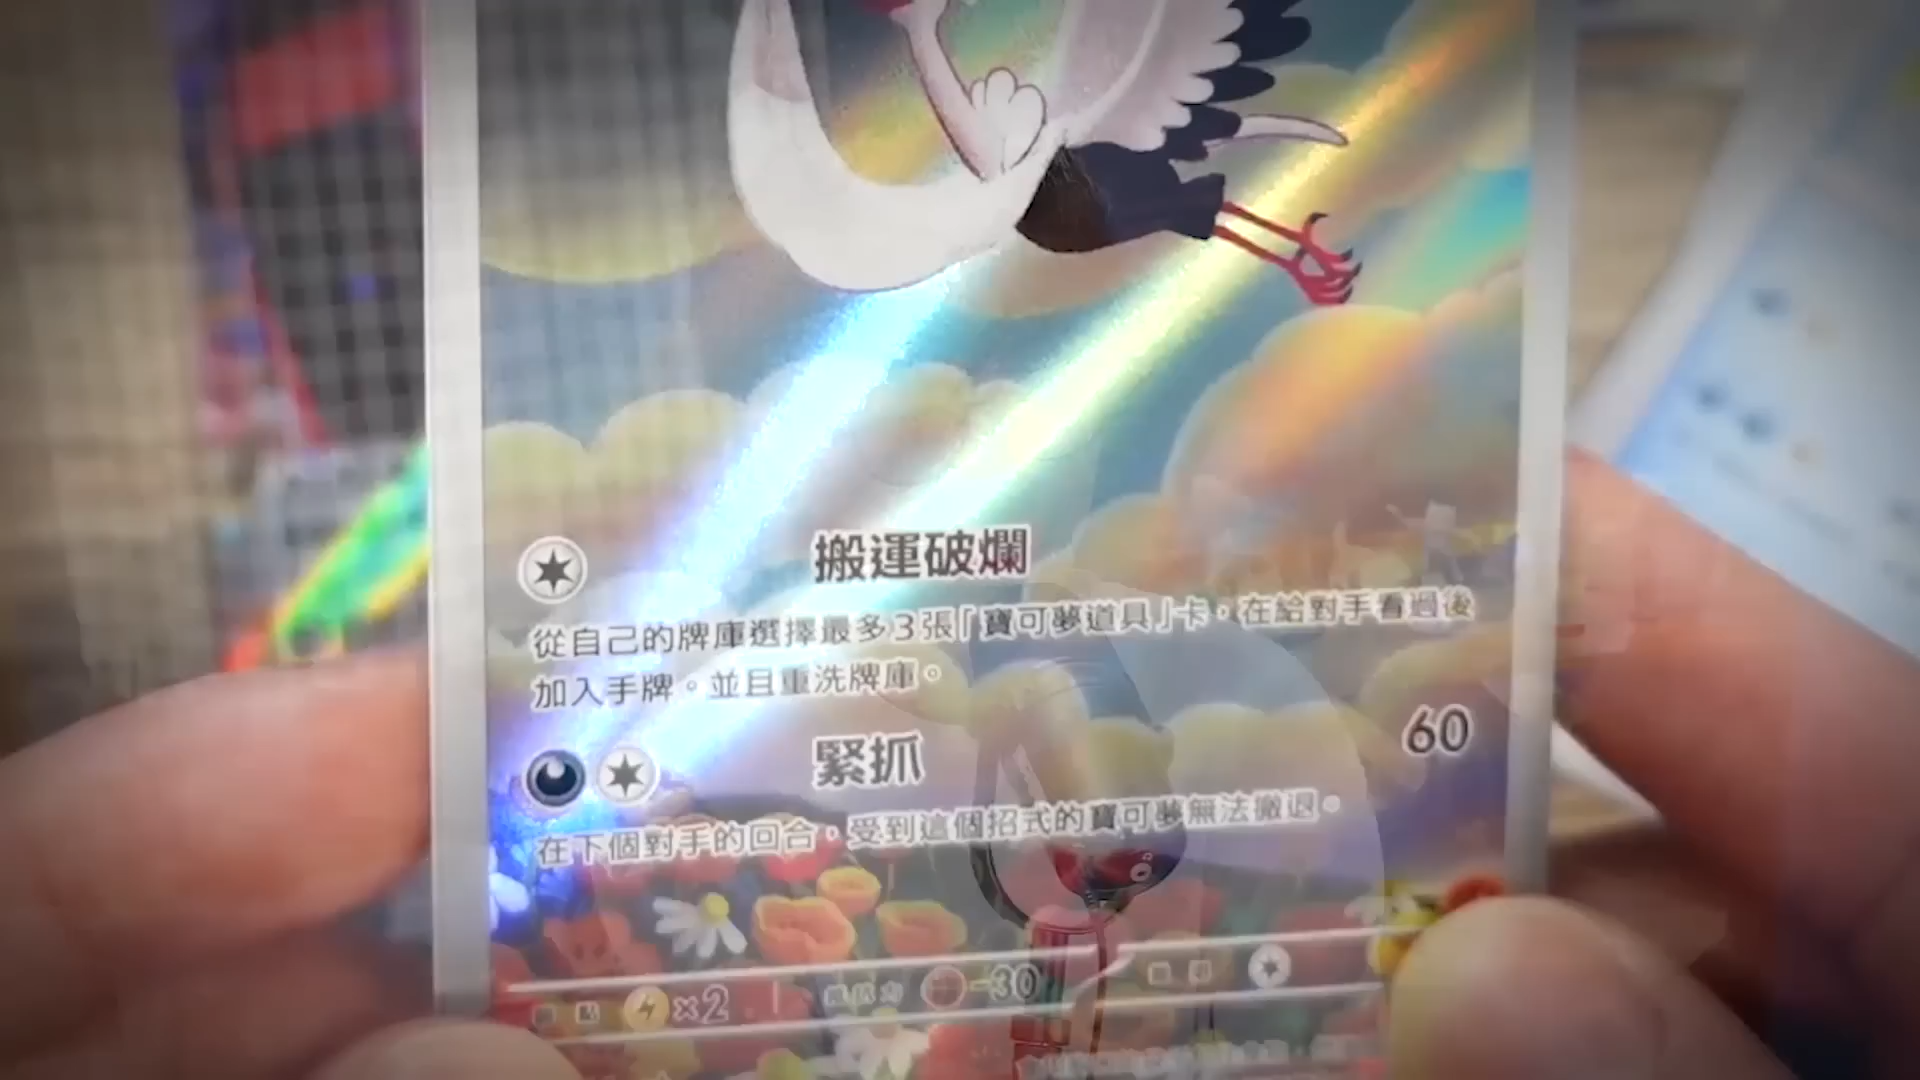 搬運破爛
從自己的牌庫選擇最多3張「寶可夢道具」卡，在給對手看過後
加入手牌。並且重洗牌庫。
緊抓 60
在下個對手的回合，受到這個招式的寶可夢無法撤退。
×2 -30